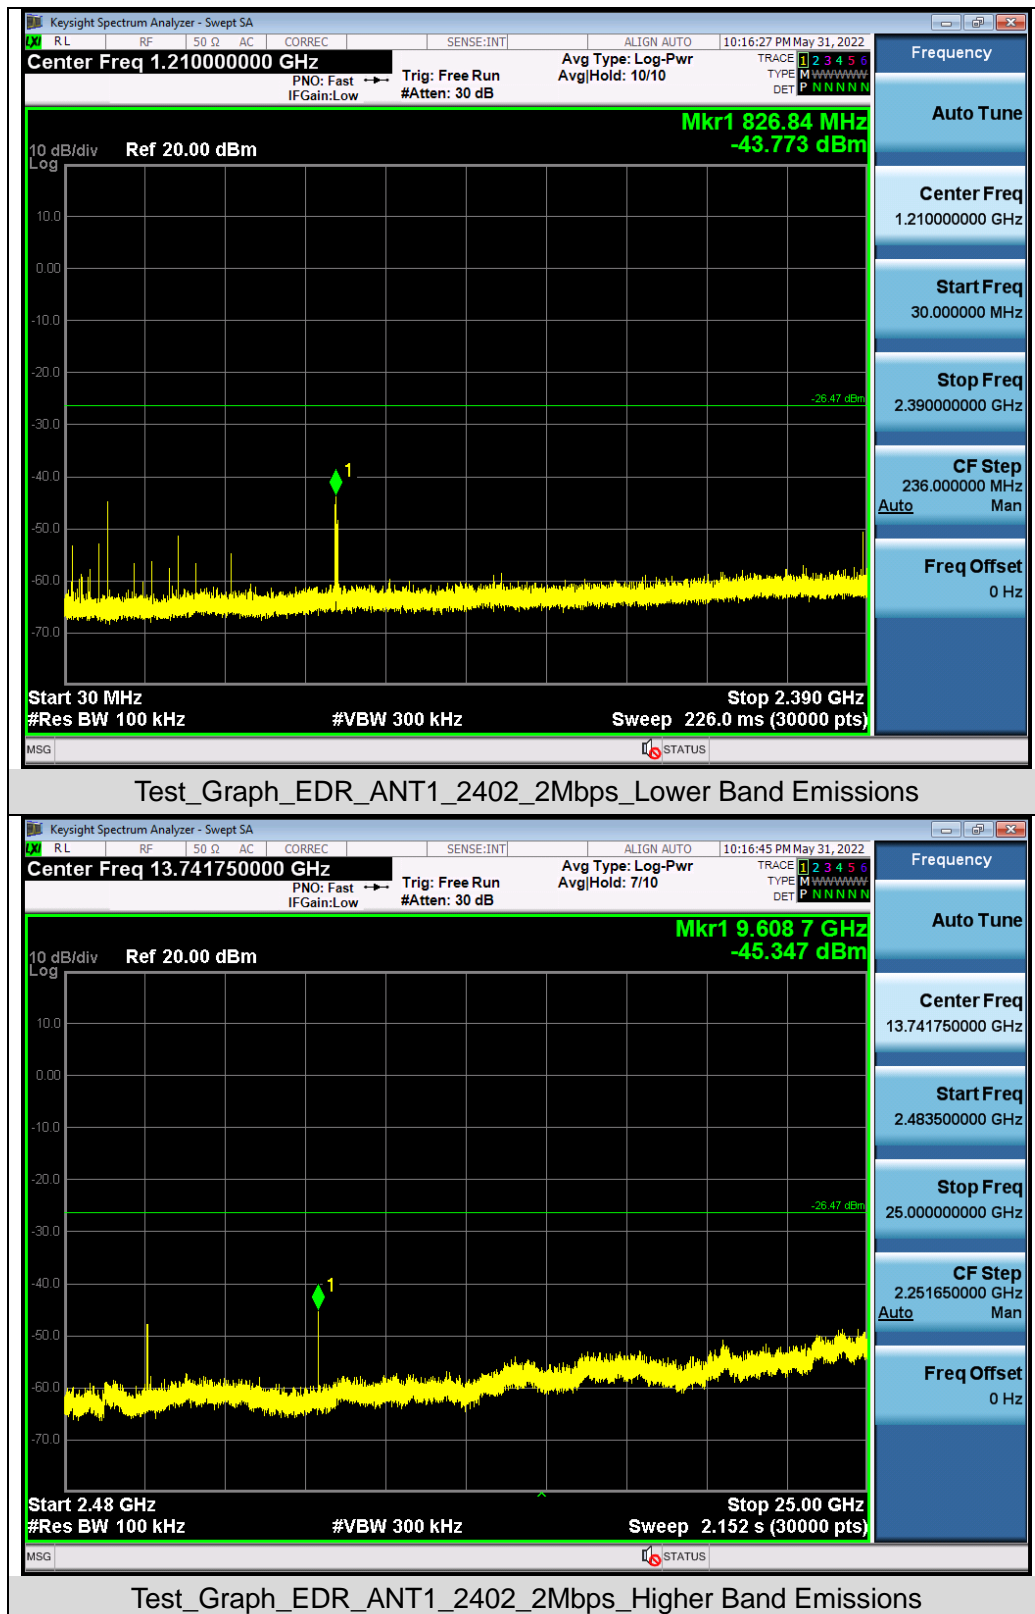 Keysight Spectrum Analyzer - Swept SA
LXI RL RF 50 Ω AC CORREC SENSE:INT ALIGN AUTO 10:16:27 PM May 31, 2022
Center Freq 1.210000000 GHz
PNO: Fast
IFGain:Low
Trig: Free Run
#Atten: 30 dB
Avg Type: Log-Pwr
Avg|Hold: 10/10
TRACE 1 2 3 4 5 6
TYPE M WWWWW
DET P N N N N N
Mkr1 826.84 MHz
-43.773 dBm
10 dB/div Ref 20.00 dBm
Log
10.0
0.00
-10.0
-20.0
-26.47 dBm
-30.0
-40.0
1
-50.0
-60.0
-70.0
Start 30 MHz Stop 2.390 GHz
#Res BW 100 kHz #VBW 300 kHz Sweep 226.0 ms (30000 pts)
MSG STATUS
Frequency
Auto Tune
Center Freq
1.210000000 GHz
Start Freq
30.000000 MHz
Stop Freq
2.390000000 GHz
CF Step
236.000000 MHz
Auto Man
Freq Offset
0 Hz
Test_Graph_EDR_ANT1_2402_2Mbps_Lower Band Emissions
Keysight Spectrum Analyzer - Swept SA
LXI RL RF 50 Ω AC CORREC SENSE:INT ALIGN AUTO 10:16:45 PM May 31, 2022
Center Freq 13.741750000 GHz
PNO: Fast
IFGain:Low
Trig: Free Run
#Atten: 30 dB
Avg Type: Log-Pwr
Avg|Hold: 7/10
TRACE 1 2 3 4 5 6
TYPE M WWWWW
DET P N N N N N
Mkr1 9.608 7 GHz
-45.347 dBm
10 dB/div Ref 20.00 dBm
Log
10.0
0.00
-10.0
-20.0
-26.47 dBm
-30.0
-40.0
1
-50.0
-60.0
-70.0
Start 2.48 GHz Stop 25.00 GHz
#Res BW 100 kHz #VBW 300 kHz Sweep 2.152 s (30000 pts)
MSG STATUS
Frequency
Auto Tune
Center Freq
13.741750000 GHz
Start Freq
2.483500000 GHz
Stop Freq
25.000000000 GHz
CF Step
2.251650000 GHz
Auto Man
Freq Offset
0 Hz
Test_Graph_EDR_ANT1_2402_2Mbps_Higher Band Emissions